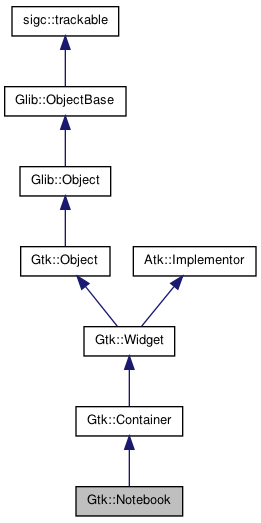 sigc::trackable
Glib::ObjectBase
Glib::Object
Gtk::Object
Atk::Implementor
Gtk::Widget
Gtk::Container
Gtk::Notebook